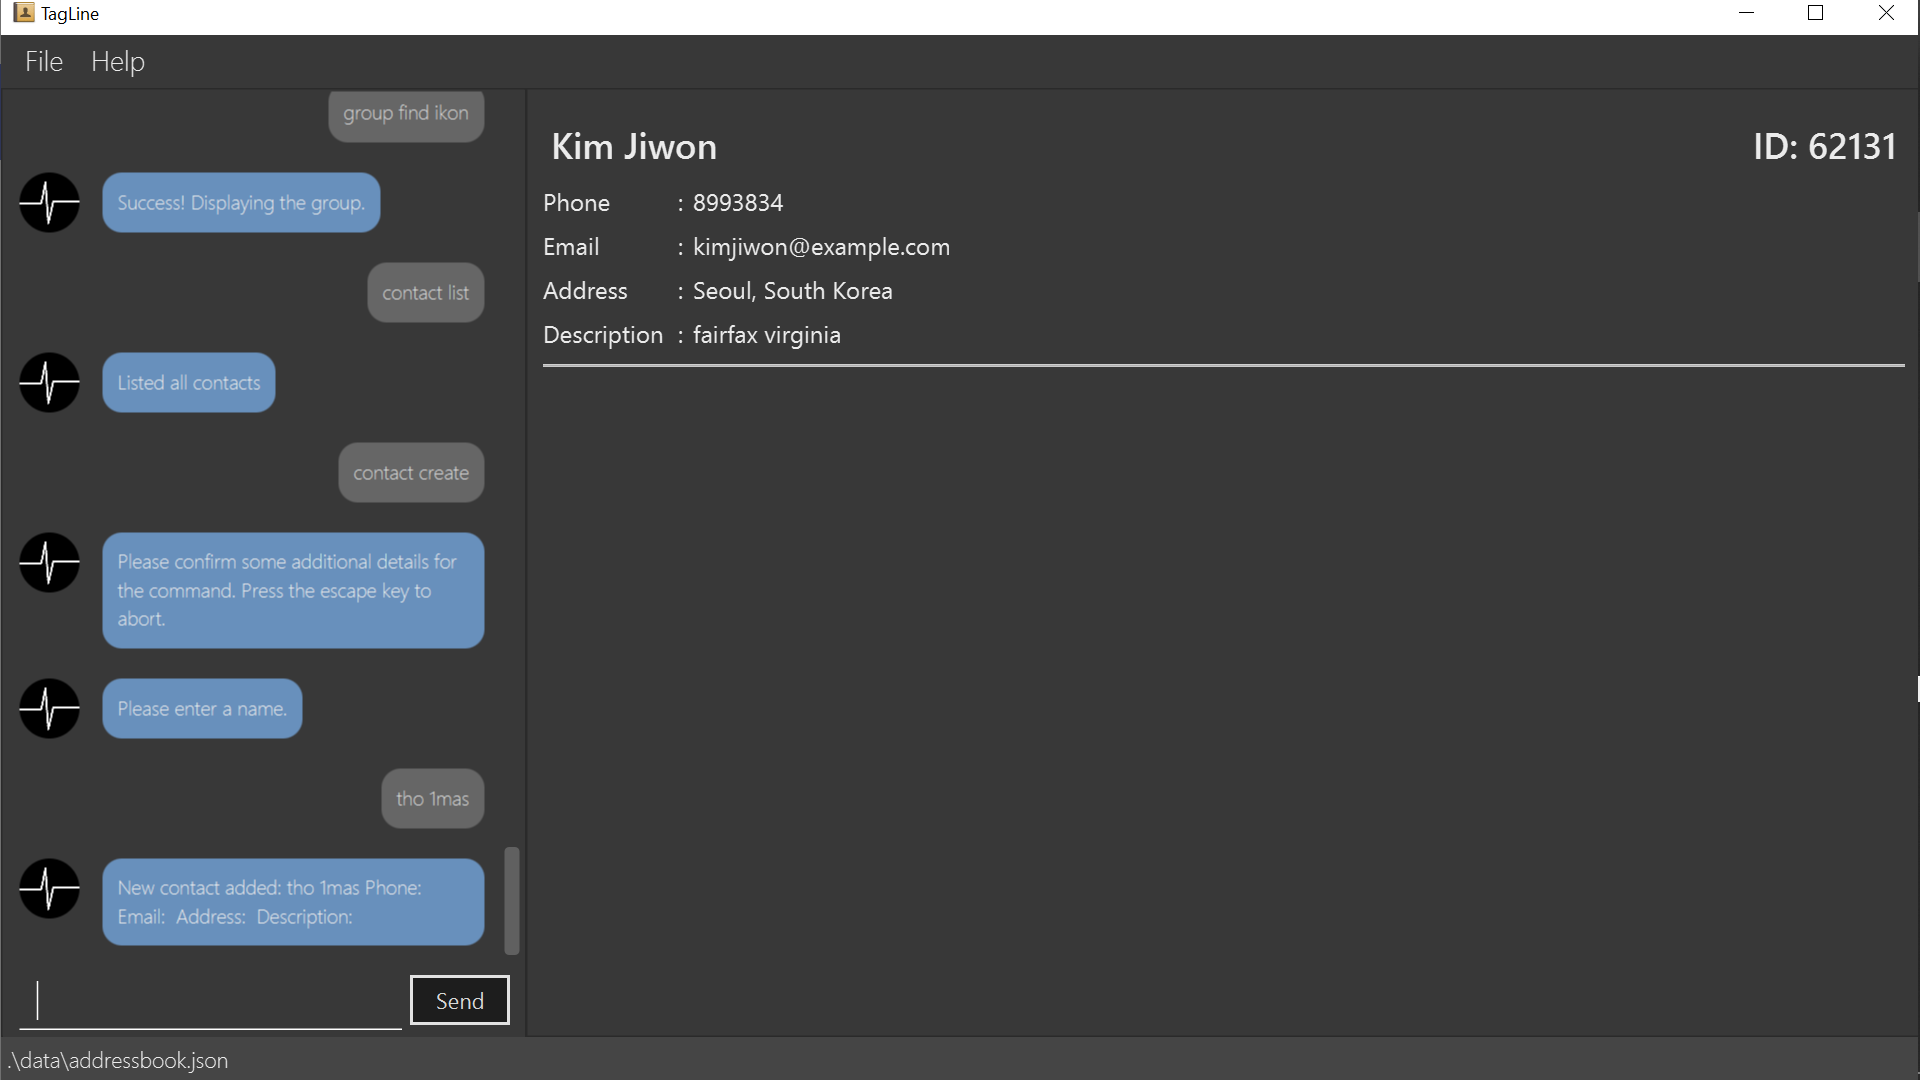 TagLine
File Help
group find ikon
Success! Displaying the group.
contact list
Listed all contacts
contact create
Please confirm some additional details for
the command. Press the escape key to
abort.
Please enter a name.
tho 1mas
New contact added: tho 1mas Phone:
Email: Address: Description:
Send
Kim Jiwon ID: 62131
Phone : 8993834
Email : kimjiwon@example.com
Address : Seoul, South Korea
Description : fairfax virginia
.\data\addressbook.json